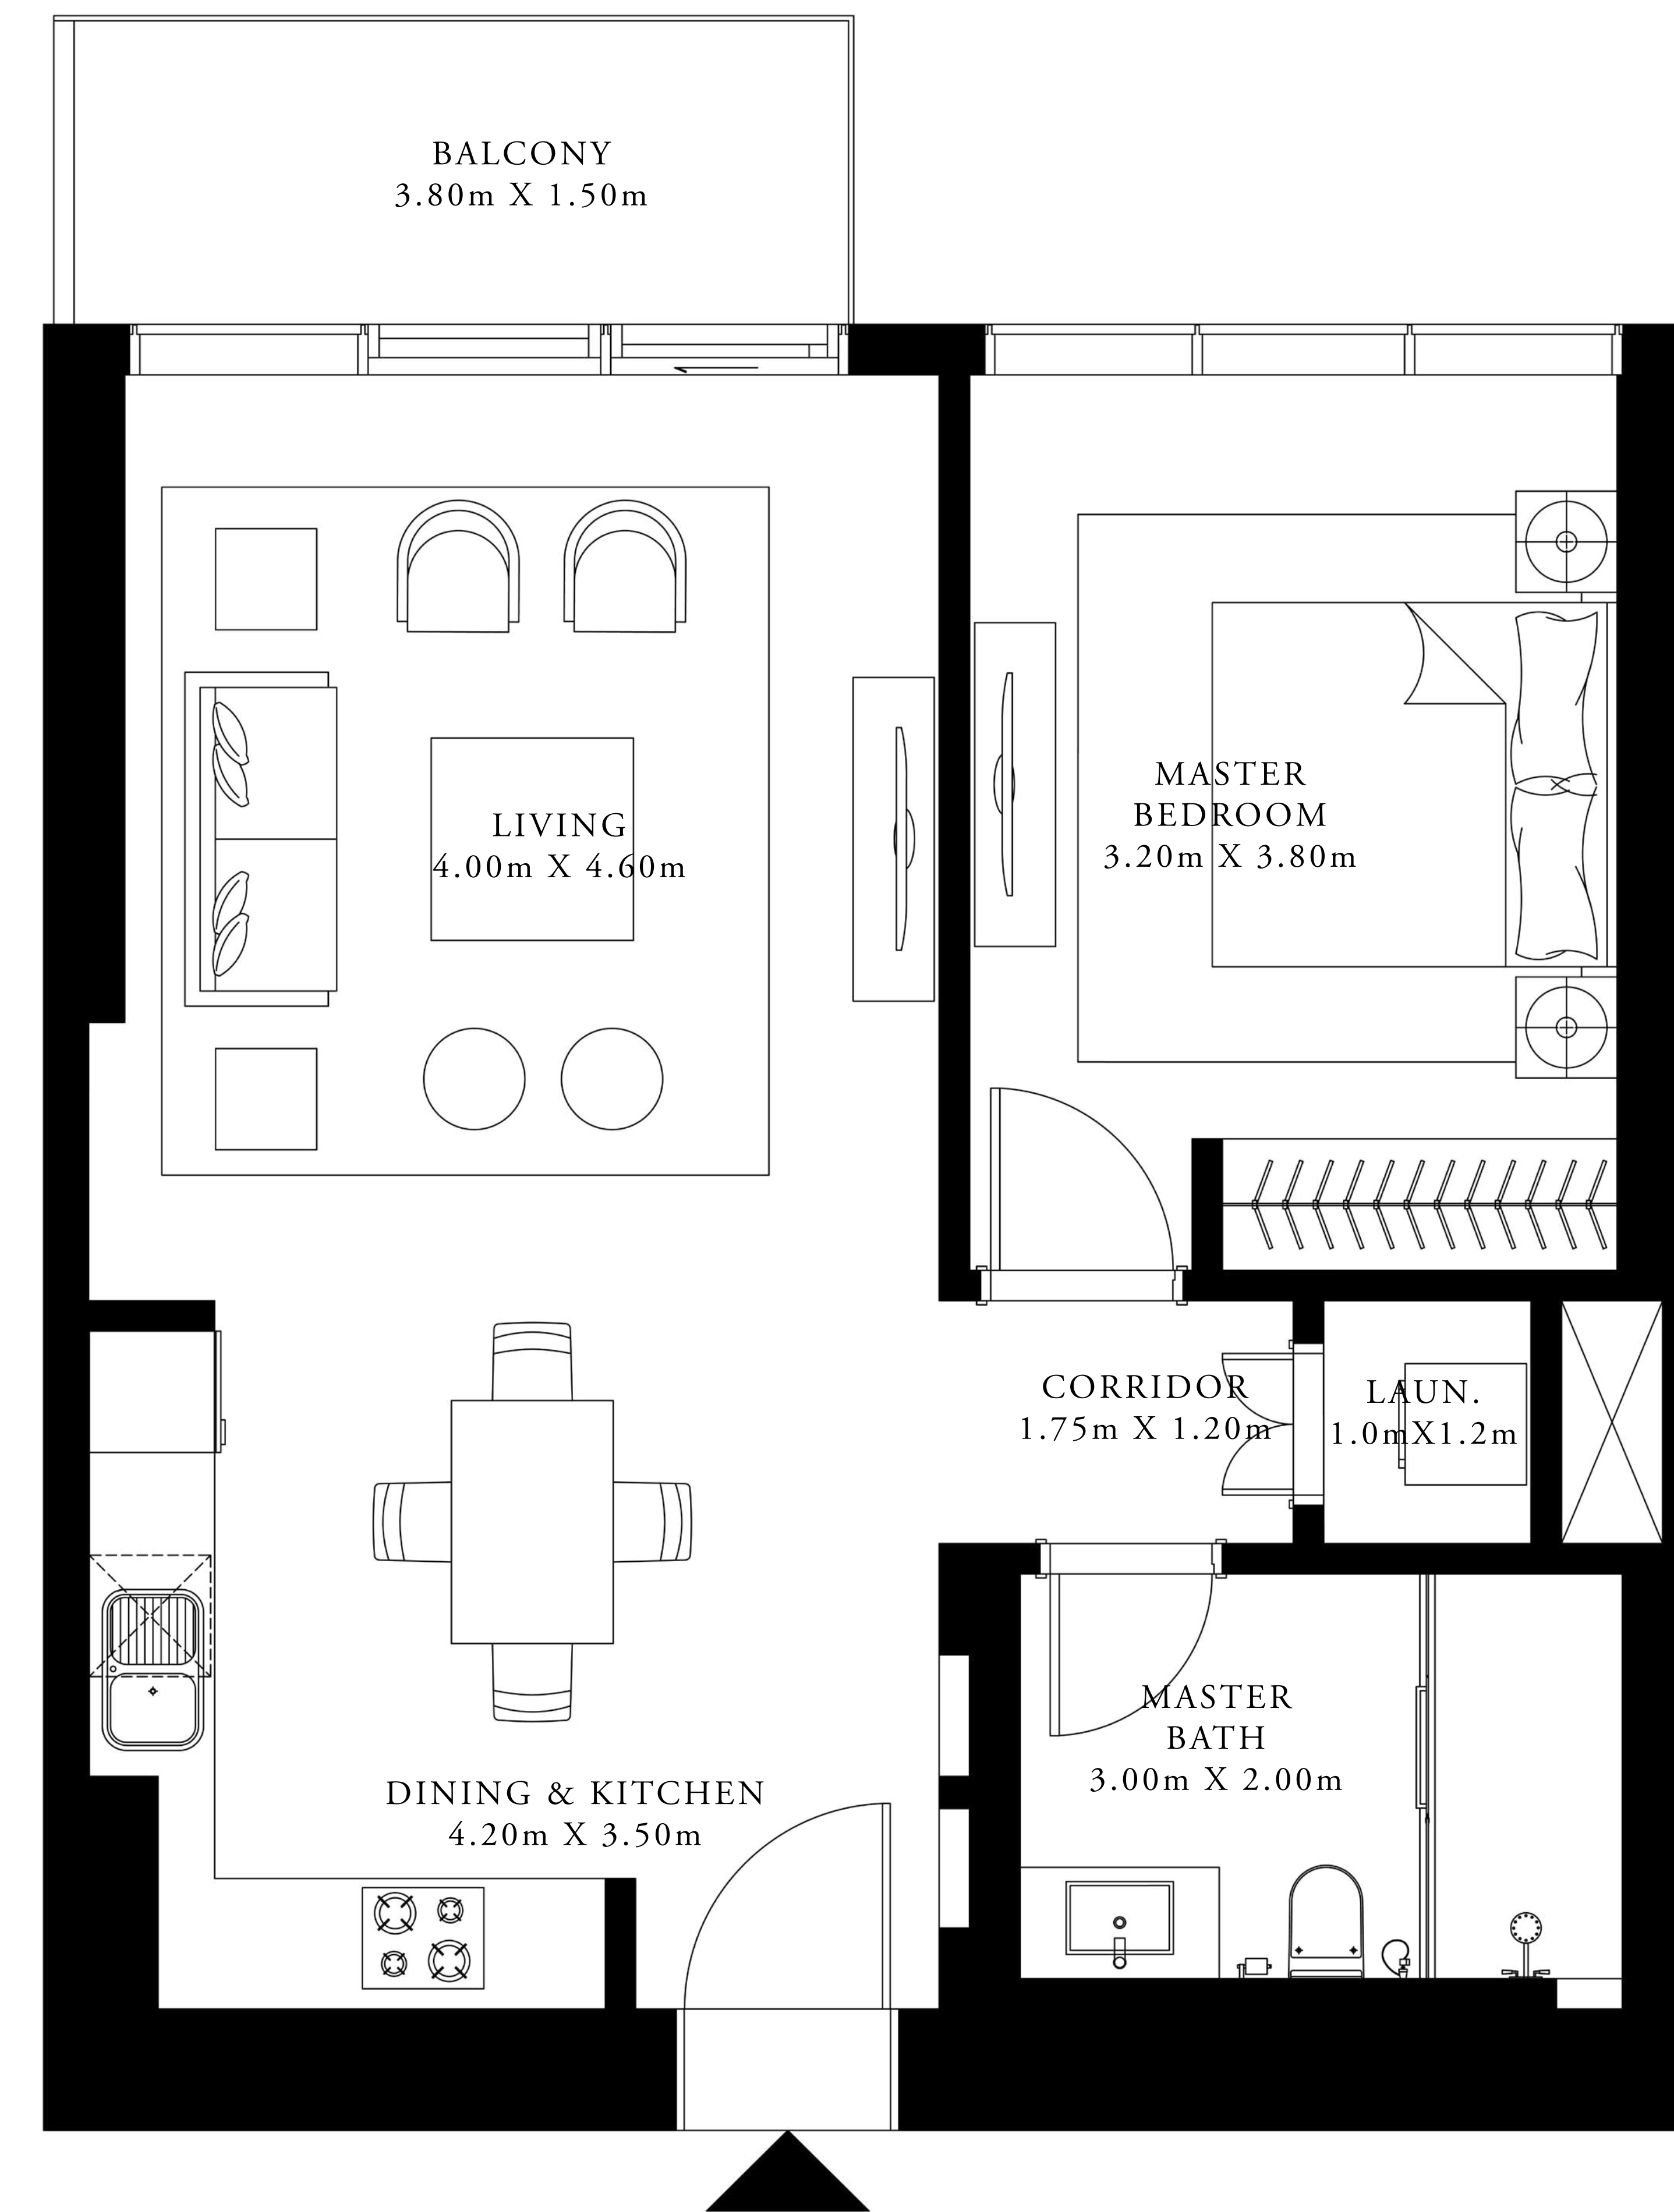 BALCONY
3.80m X 1.50m
LIVING
4.00m X 4.60m
MASTER
BEDROOM
3.20m X 3.80m
CORRIDOR
1.75m X 1.20m
LAUN.
1.0mX1.2m
MASTER
BATH
3.00m X 2.00m
DINING & KITCHEN
4.20m X 3.50m